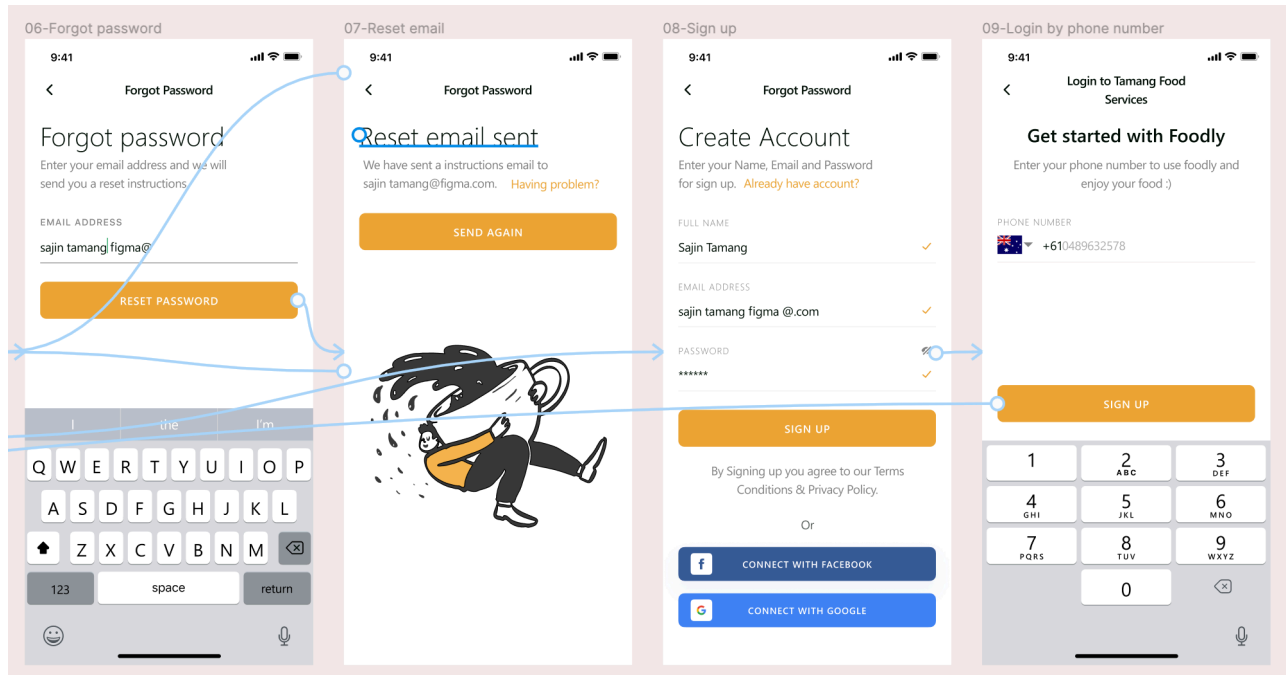 06-Forgot password
9:41
Forgot Password
Forgot password
Enter your email address and we will
send you a reset instructions.
EMAIL ADDRESS
sajin tamang figma@
RESET PASSWORD
I the I'm
Q W E R T Y U I O P
A S D F G H J K L
Z X C V B N M
123 space return
07-Reset email
9:41
Forgot Password
Reset email sent
We have sent a instructions email to
sajin tamang@figma.com. Having problem?
SEND AGAIN
08-Sign up
9:41
Forgot Password
Create Account
Enter your Name, Email and Password
for sign up. Already have account?
FULL NAME
Sajin Tamang
EMAIL ADDRESS
sajin tamang figma @.com
PASSWORD
******
SIGN UP
By Signing up you agree to our Terms
Conditions & Privacy Policy.
Or
f CONNECT WITH FACEBOOK
G CONNECT WITH GOOGLE
09-Login by phone number
9:41
Login to Tamang Food
Services
Get started with Foodly
Enter your phone number to use foodly and
enjoy your food :)
PHONE NUMBER
+610489632578
SIGN UP
1 2 3
ABC DEF
4 5 6
GHI JKL MNO
7 8 9
PQRS TUV WXYZ
0